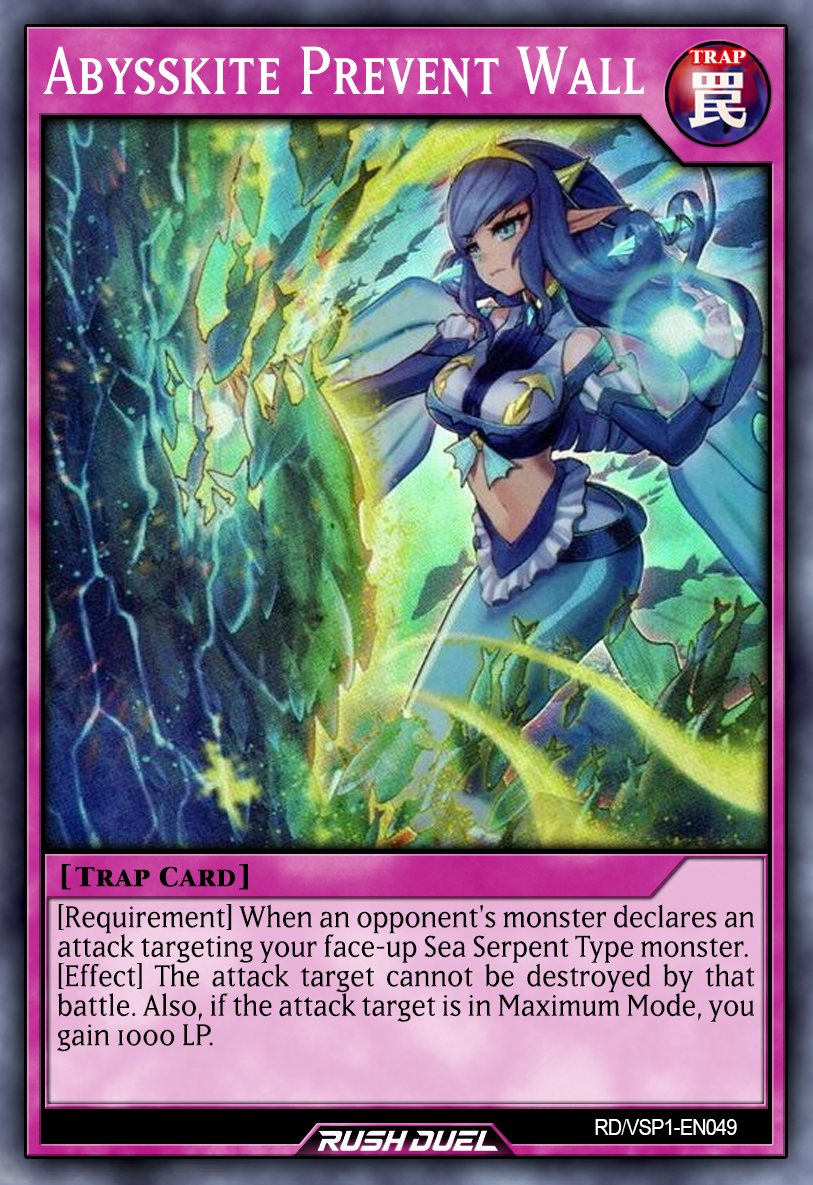 Abysskite Prevent Wall
TRAP
罠
[Trap Card]
[Requirement] When an opponent's monster declares an
attack targeting your face-up Sea Serpent Type monster.
[Effect] The attack target cannot be destroyed by that
battle. Also, if the attack target is in Maximum Mode, you
gain 1000 LP.
RD/VSP1-EN049
RUSH DUEL